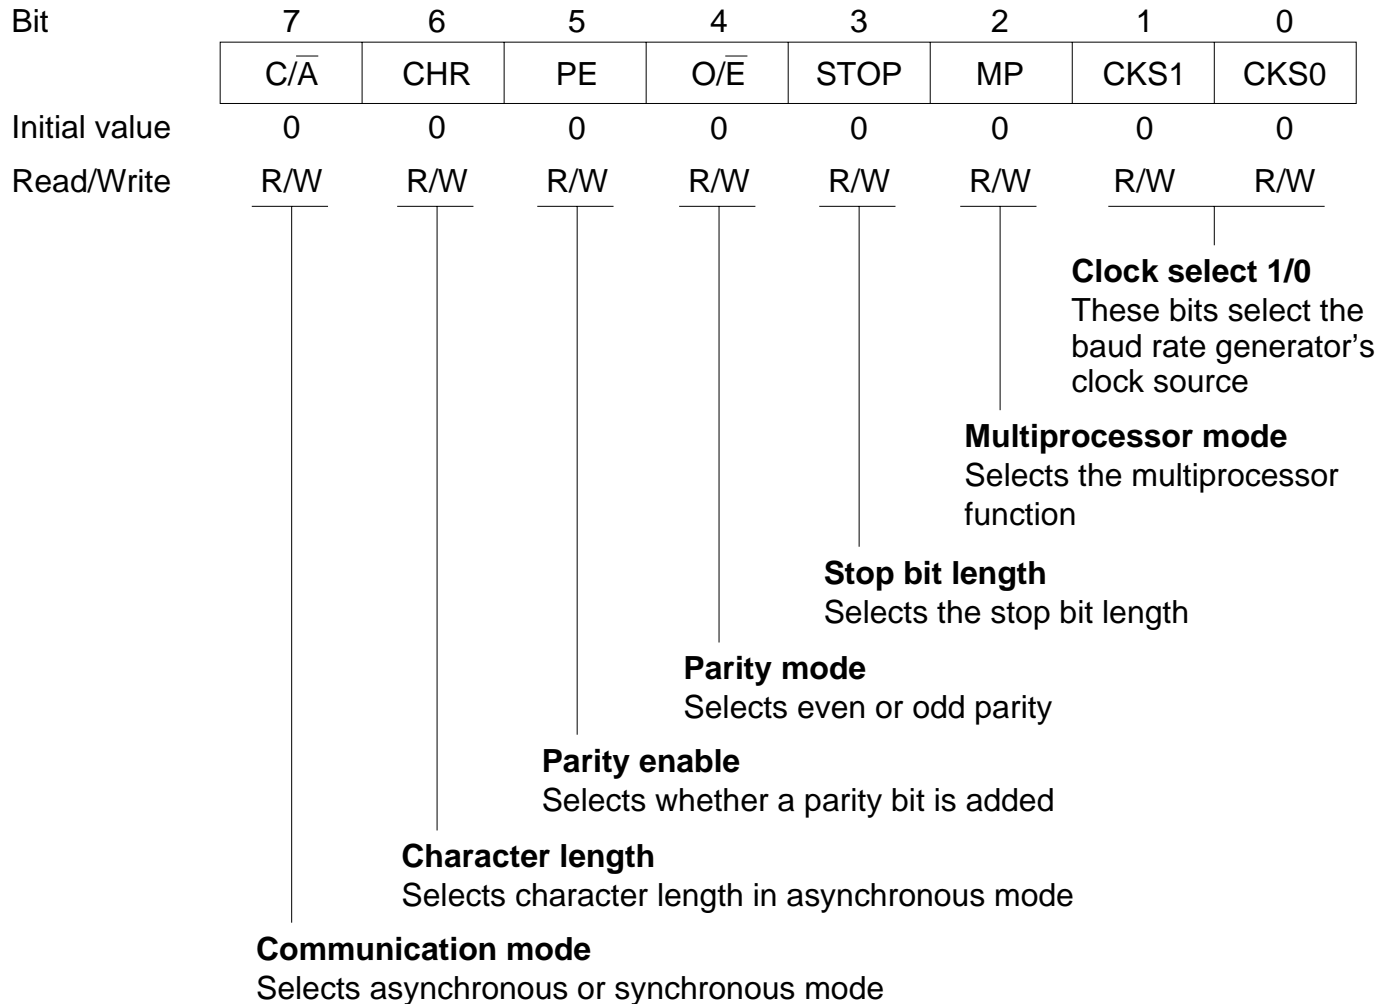 Bit 7 6 5 4 3 2 1 0
C/A̅ CHR PE O/E̅ STOP MP CKS1 CKS0
Initial value 0 0 0 0 0 0 0 0
Read/Write R/W R/W R/W R/W R/W R/W R/W R/W
Clock select 1/0
These bits select the
baud rate generator’s
clock source
Multiprocessor mode
Selects the multiprocessor
function
Stop bit length
Selects the stop bit length
Parity mode
Selects even or odd parity
Parity enable
Selects whether a parity bit is added
Character length
Selects character length in asynchronous mode
Communication mode
Selects asynchronous or synchronous mode